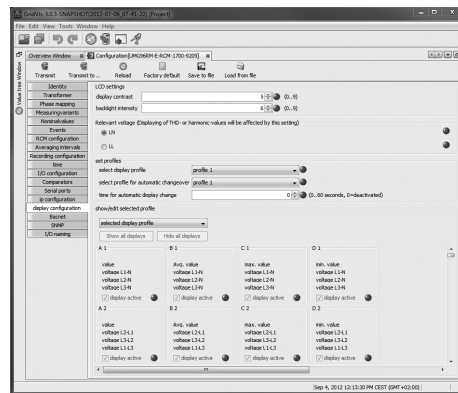 GridVis-3.0.3-SNAPSHOT(2012-07-06_07-41-22) (Project)
File Edit View Tools Window Help
Overview Window Configuration[UMG96RM-E-RCM-1700-9209]
Value tree Window
Transmit Transmit to ... Reload Factory default Save to file Load from file
Identity
Transformer
Phase mapping
Measuringvariants
Nominalvalues
Events
RCM configuration
Averaging intervals
Recording configuration
time
I/O configuration
Comparators
Serial ports
ip configuration
display configuration
Bacnet
SNMP
I/O naming
LCD settings
display contrast 5 (0..9)
backlight intensity 6 (0..9)
Relevant voltage (Displaying of THD- or harmonic values will be affected by this setting)
LN
LL
set profiles
select display profile profile 1
select profile for automatic changeover profile 1
time for automatic display change 0 (0..60 seconds, 0=deactivated)
show/edit selected profile
selected display profile
Show all displays Hide all displays
A 1 B 1 C 1 D 1
value Avg. value max. value min. value
voltage L1-N voltage L1-N voltage L1-N voltage L1-N
voltage L2-N voltage L2-N voltage L2-N voltage L2-N
voltage L3-N voltage L3-N voltage L3-N voltage L3-N
display active display active display active display active
A 2 B 2 C 2 D 2
value Avg. value max. value min. value
voltage L2-L1 voltage L2-L1 voltage L2-L1 voltage L2-L1
voltage L3-L2 voltage L3-L2 voltage L3-L2 voltage L3-L2
voltage L1-L3 voltage L1-L3 voltage L1-L3 voltage L1-L3
display active display active display active display active
Sep 4, 2012 12:13:30 PM CEST (GMT+02:00)